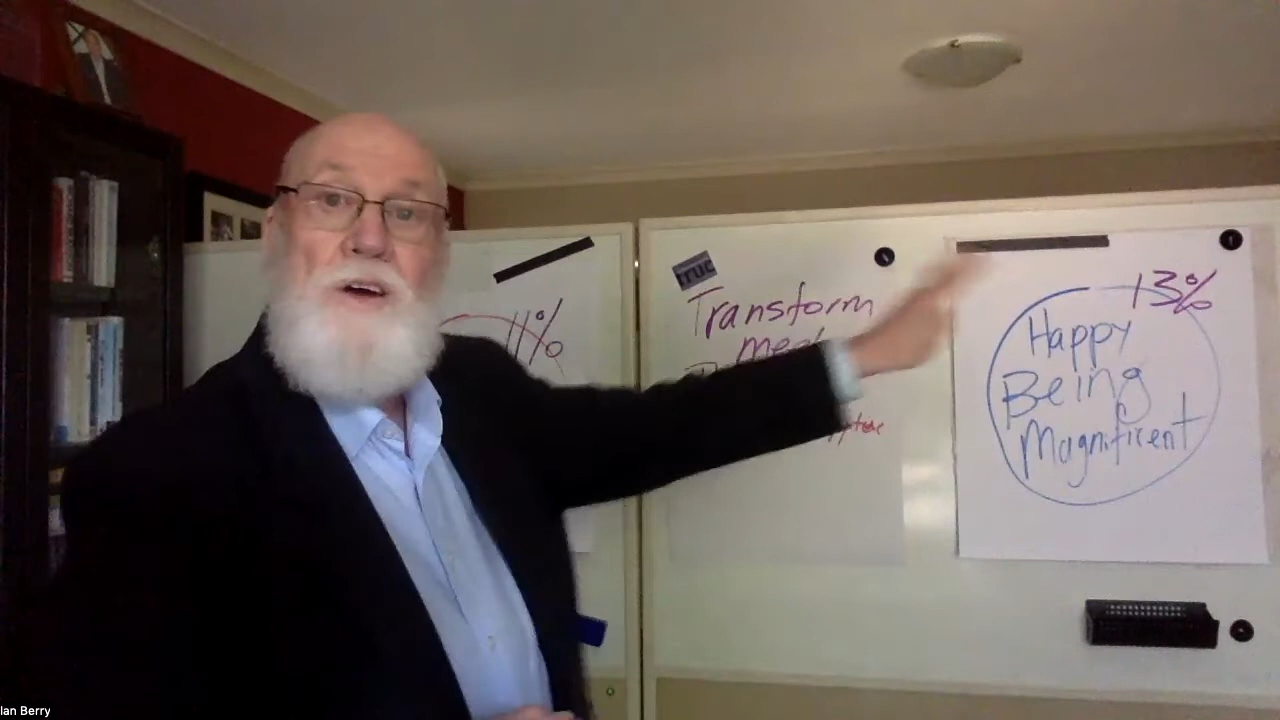 11%
truc
Transform
13%
Happy
Being
Magnificent
Ian Berry